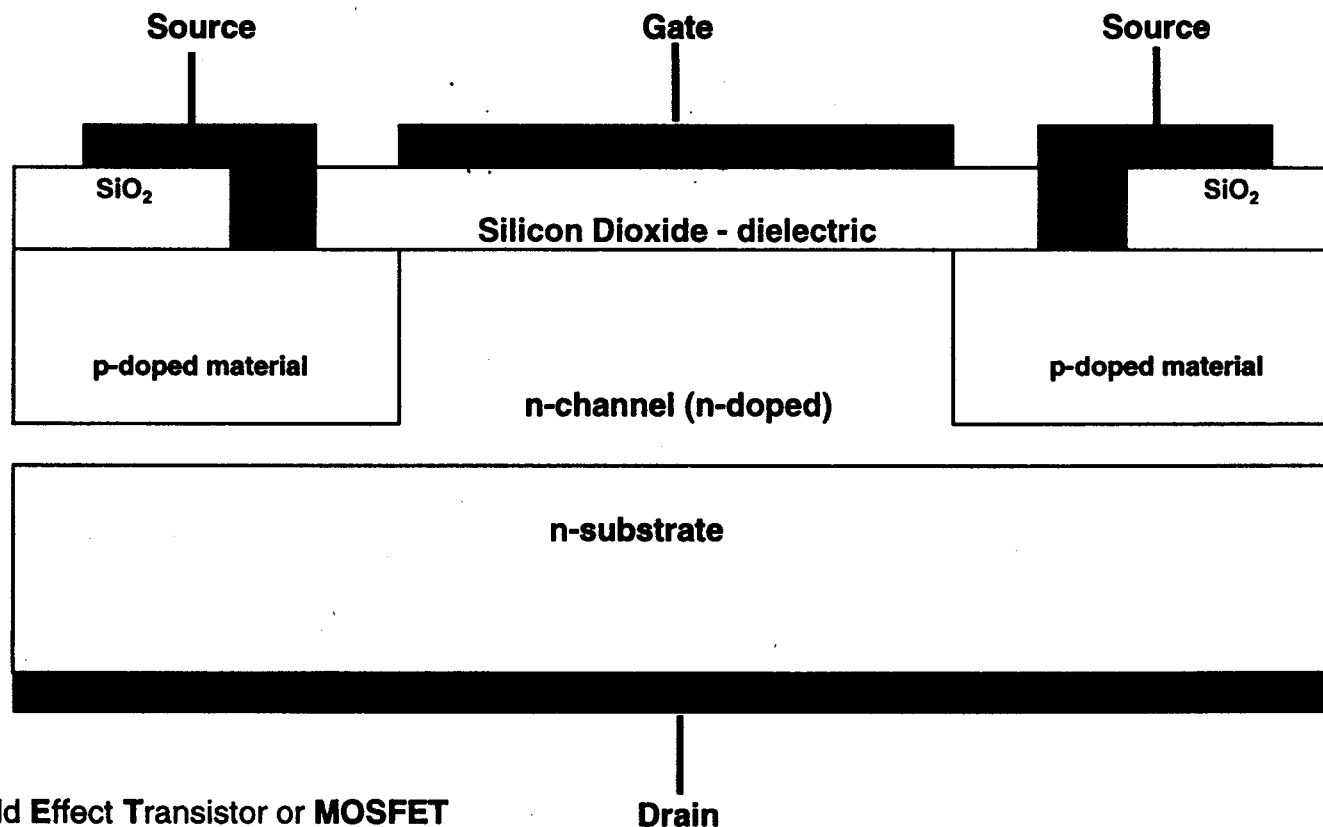 Source Gate Source
SiO₂ SiO₂
Silicon Dioxide - dielectric
p-doped material p-doped material
n-channel (n-doped)
n-substrate
Effect Transistor or MOSFET
Drain